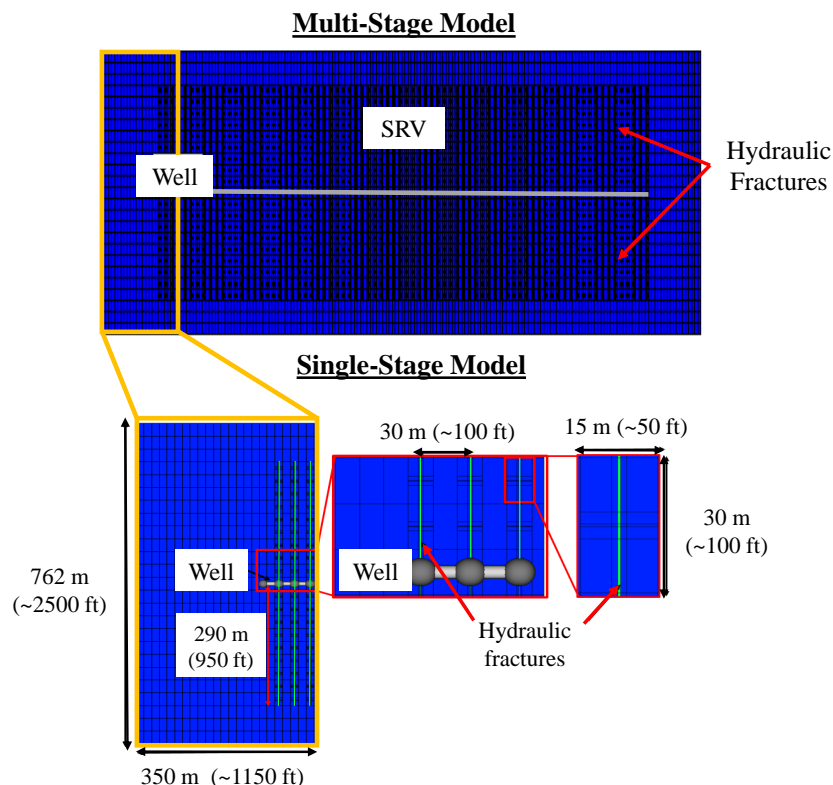 Multi-Stage Model
SRV
Well
Hydraulic
Fractures
Single-Stage Model
30 m (~100 ft)
15 m (~50 ft)
30 m
(~100 ft)
Well
Well
762 m
(~2500 ft)
290 m
(950 ft)
Hydraulic
fractures
350 m (~1150 ft)